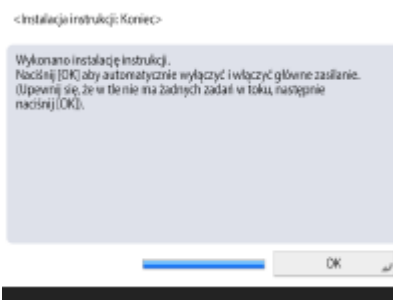 <Instalacja instrukcji: Koniec>
Wykonano instalację instrukcji.
Naciśnij [OK] aby automatycznie wyłączyć i włączyć główne zasilanie.
(Upewnij się, że w tle nie ma żadnych zadań w toku, następnie
naciśnij [OK]).
OK